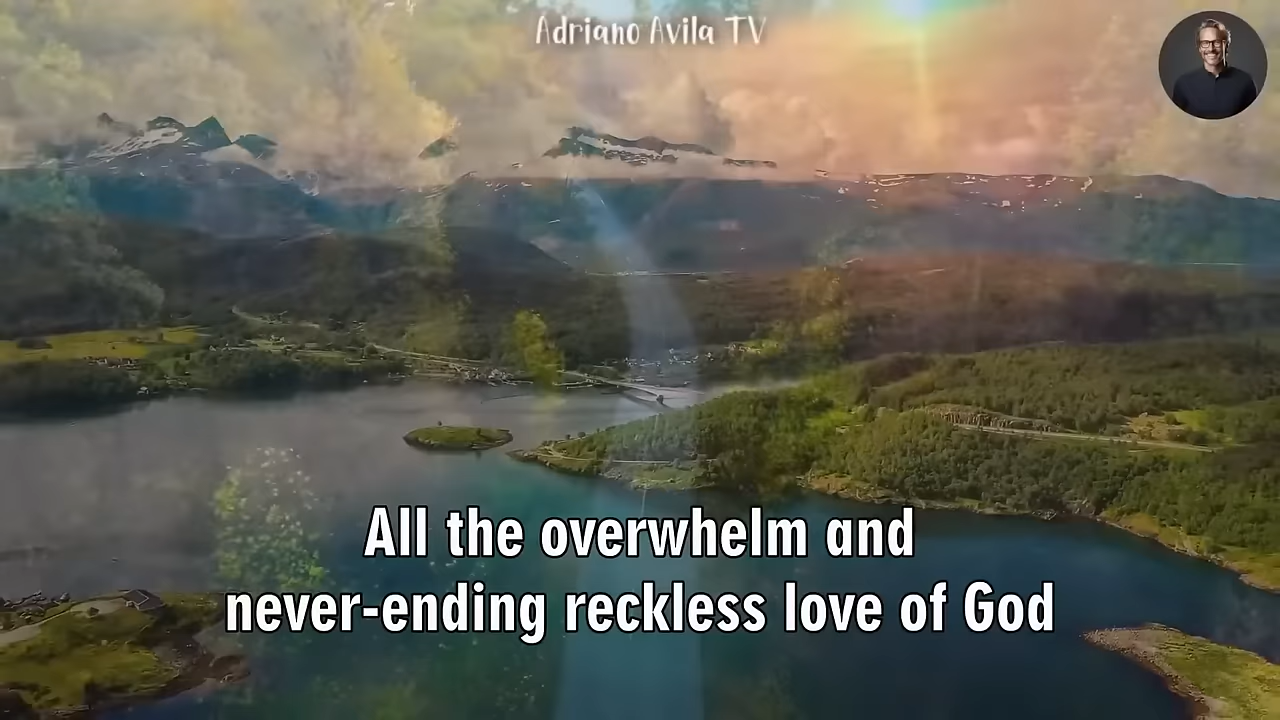 Adriano Avila TV
All the overwhelm and
never-ending reckless love of God